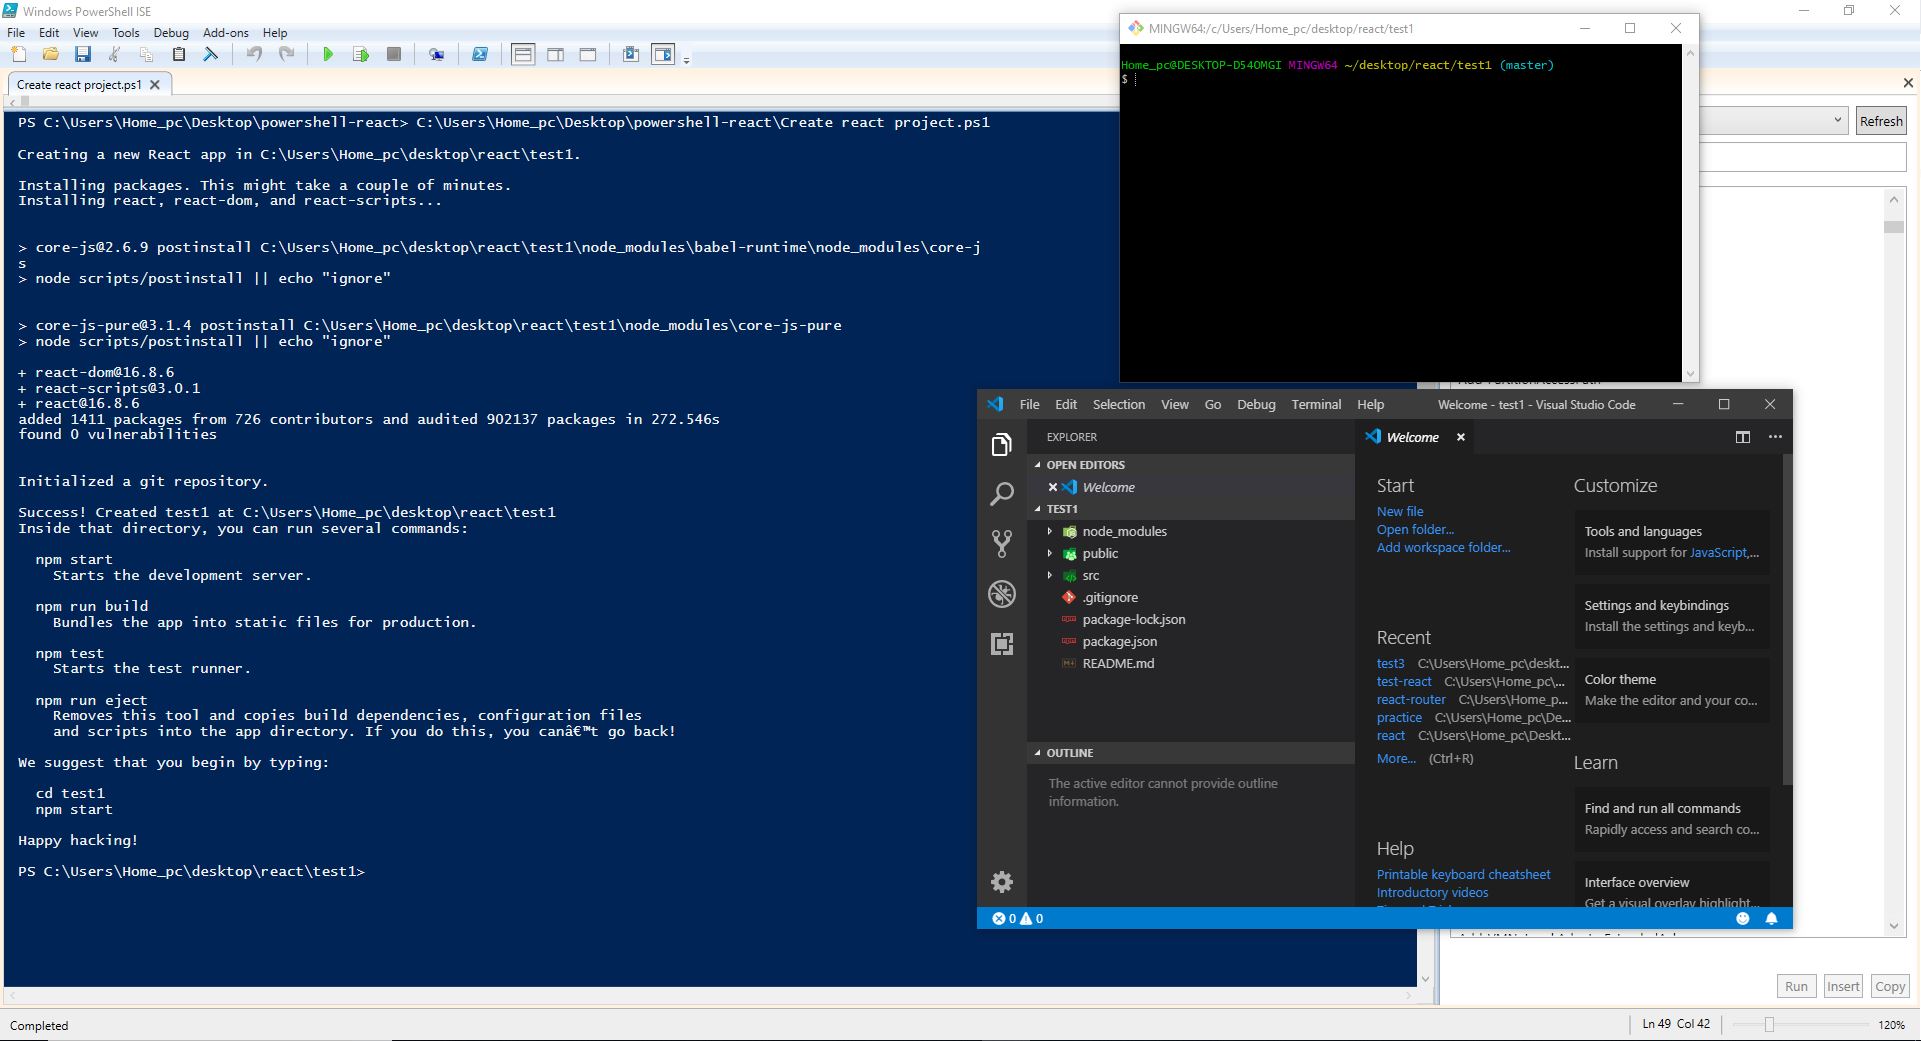 Windows PowerShell ISE
File Edit View Tools Debug Add-ons Help
Create react project.ps1
PS C:\Users\Home_pc\Desktop\powershell-react> C:\Users\Home_pc\Desktop\powershell-react\Create react project.ps1
Creating a new React app in C:\Users\Home_pc\desktop\react\test1.
Installing packages. This might take a couple of minutes.
Installing react, react-dom, and react-scripts...
> core-js@2.6.9 postinstall C:\Users\Home_pc\desktop\react\test1\node_modules\babel-runtime\node_modules\core-j
s
> node scripts/postinstall || echo "ignore"
> core-js-pure@3.1.4 postinstall C:\Users\Home_pc\desktop\react\test1\node_modules\core-js-pure
> node scripts/postinstall || echo "ignore"
+ react-dom@16.8.6
+ react-scripts@3.0.1
+ react@16.8.6
added 1411 packages from 726 contributors and audited 902137 packages in 272.546s
found 0 vulnerabilities
Initialized a git repository.
Success! Created test1 at C:\Users\Home_pc\desktop\react\test1
Inside that directory, you can run several commands:
npm start
Starts the development server.
npm run build
Bundles the app into static files for production.
npm test
Starts the test runner.
npm run eject
Removes this tool and copies build dependencies, configuration files
and scripts into the app directory. If you do this, you canâ€™t go back!
We suggest that you begin by typing:
cd test1
npm start
Happy hacking!
PS C:\Users\Home_pc\desktop\react\test1>
MINGW64:/c/Users/Home_pc/desktop/react/test1
Home_pc@DESKTOP-D54OMGI MINGW64 ~/desktop/react/test1 (master)
$
Refresh
File Edit Selection View Go Debug Terminal Help
Welcome - test1 - Visual Studio Code
EXPLORER
OPEN EDITORS
Welcome
TEST1
node_modules
public
src
.gitignore
package-lock.json
package.json
README.md
OUTLINE
The active editor cannot provide outline
information.
Welcome
Start
New file
Open folder...
Add workspace folder...
Recent
test3 C:\Users\Home_pc\deskt...
test-react C:\Users\Home_pc\...
react-router C:\Users\Home_p...
practice C:\Users\Home_pc\De...
react C:\Users\Home_pc\Deskt...
More... (Ctrl+R)
Help
Printable keyboard cheatsheet
Introductory videos
Customize
Tools and languages
Install support for JavaScript,...
Settings and keybindings
Install the settings and keyb...
Color theme
Make the editor and your co...
Learn
Find and run all commands
Rapidly access and search co...
Interface overview
Get a visual overlay highlight...
0 0
Run Insert Copy
Completed
Ln 49 Col 42
120%